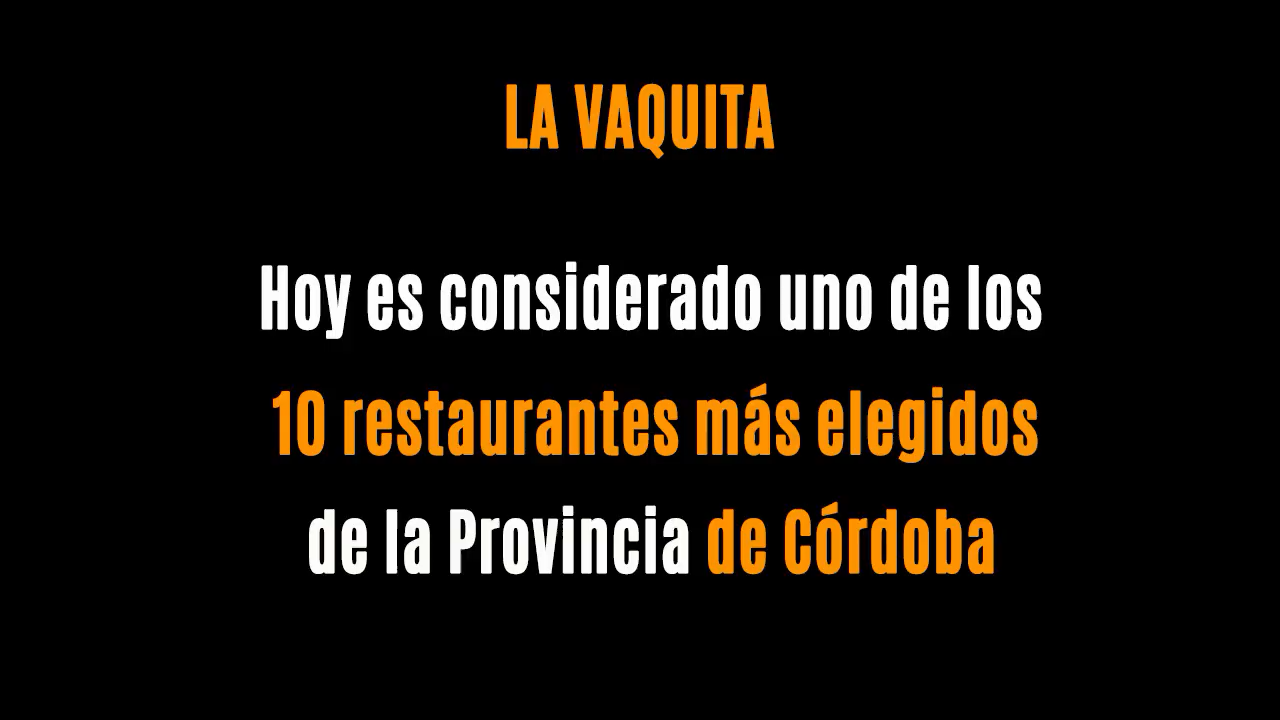 LA VAQUITA
Hoy es considerado uno de los
10 restaurantes más elegidos
de la Provincia de Córdoba